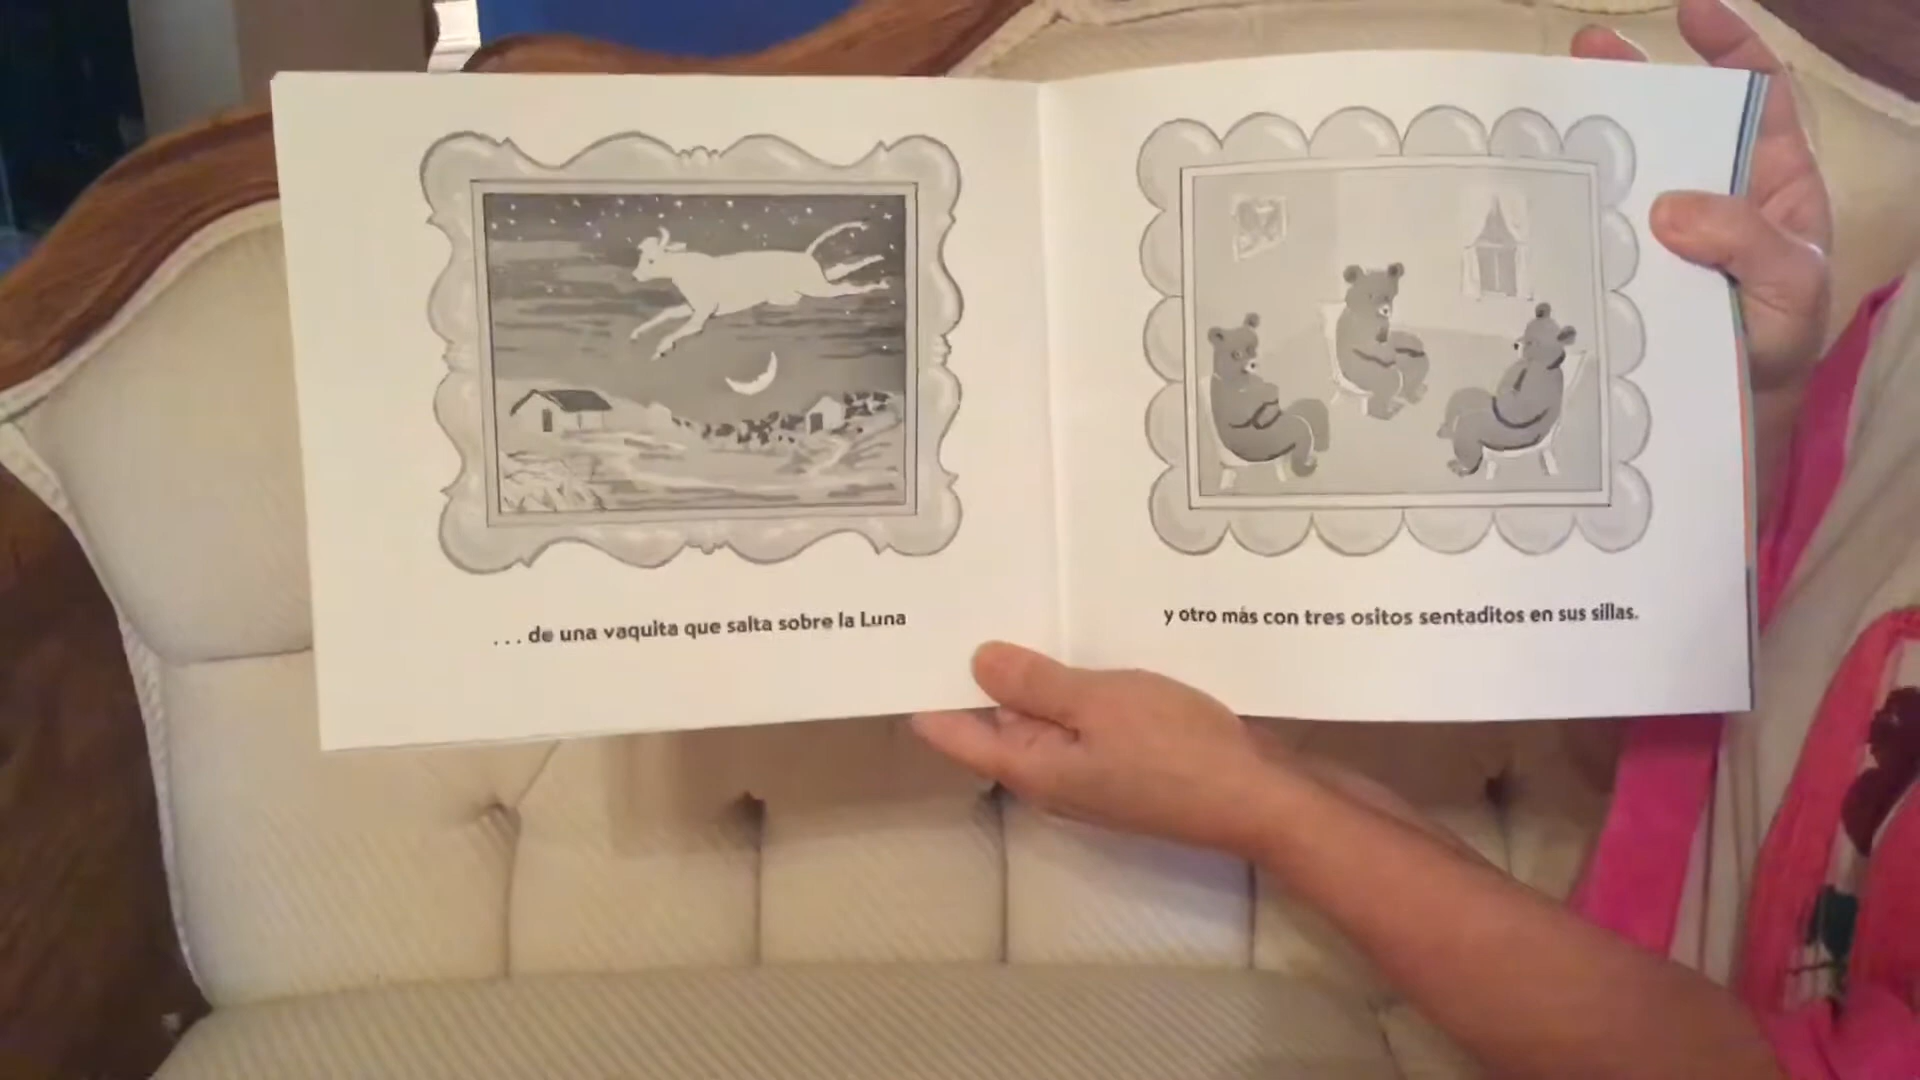 . . . de una vaquita que salta sobre la Luna
y otro más con tres ositos sentaditos en sus sillas.